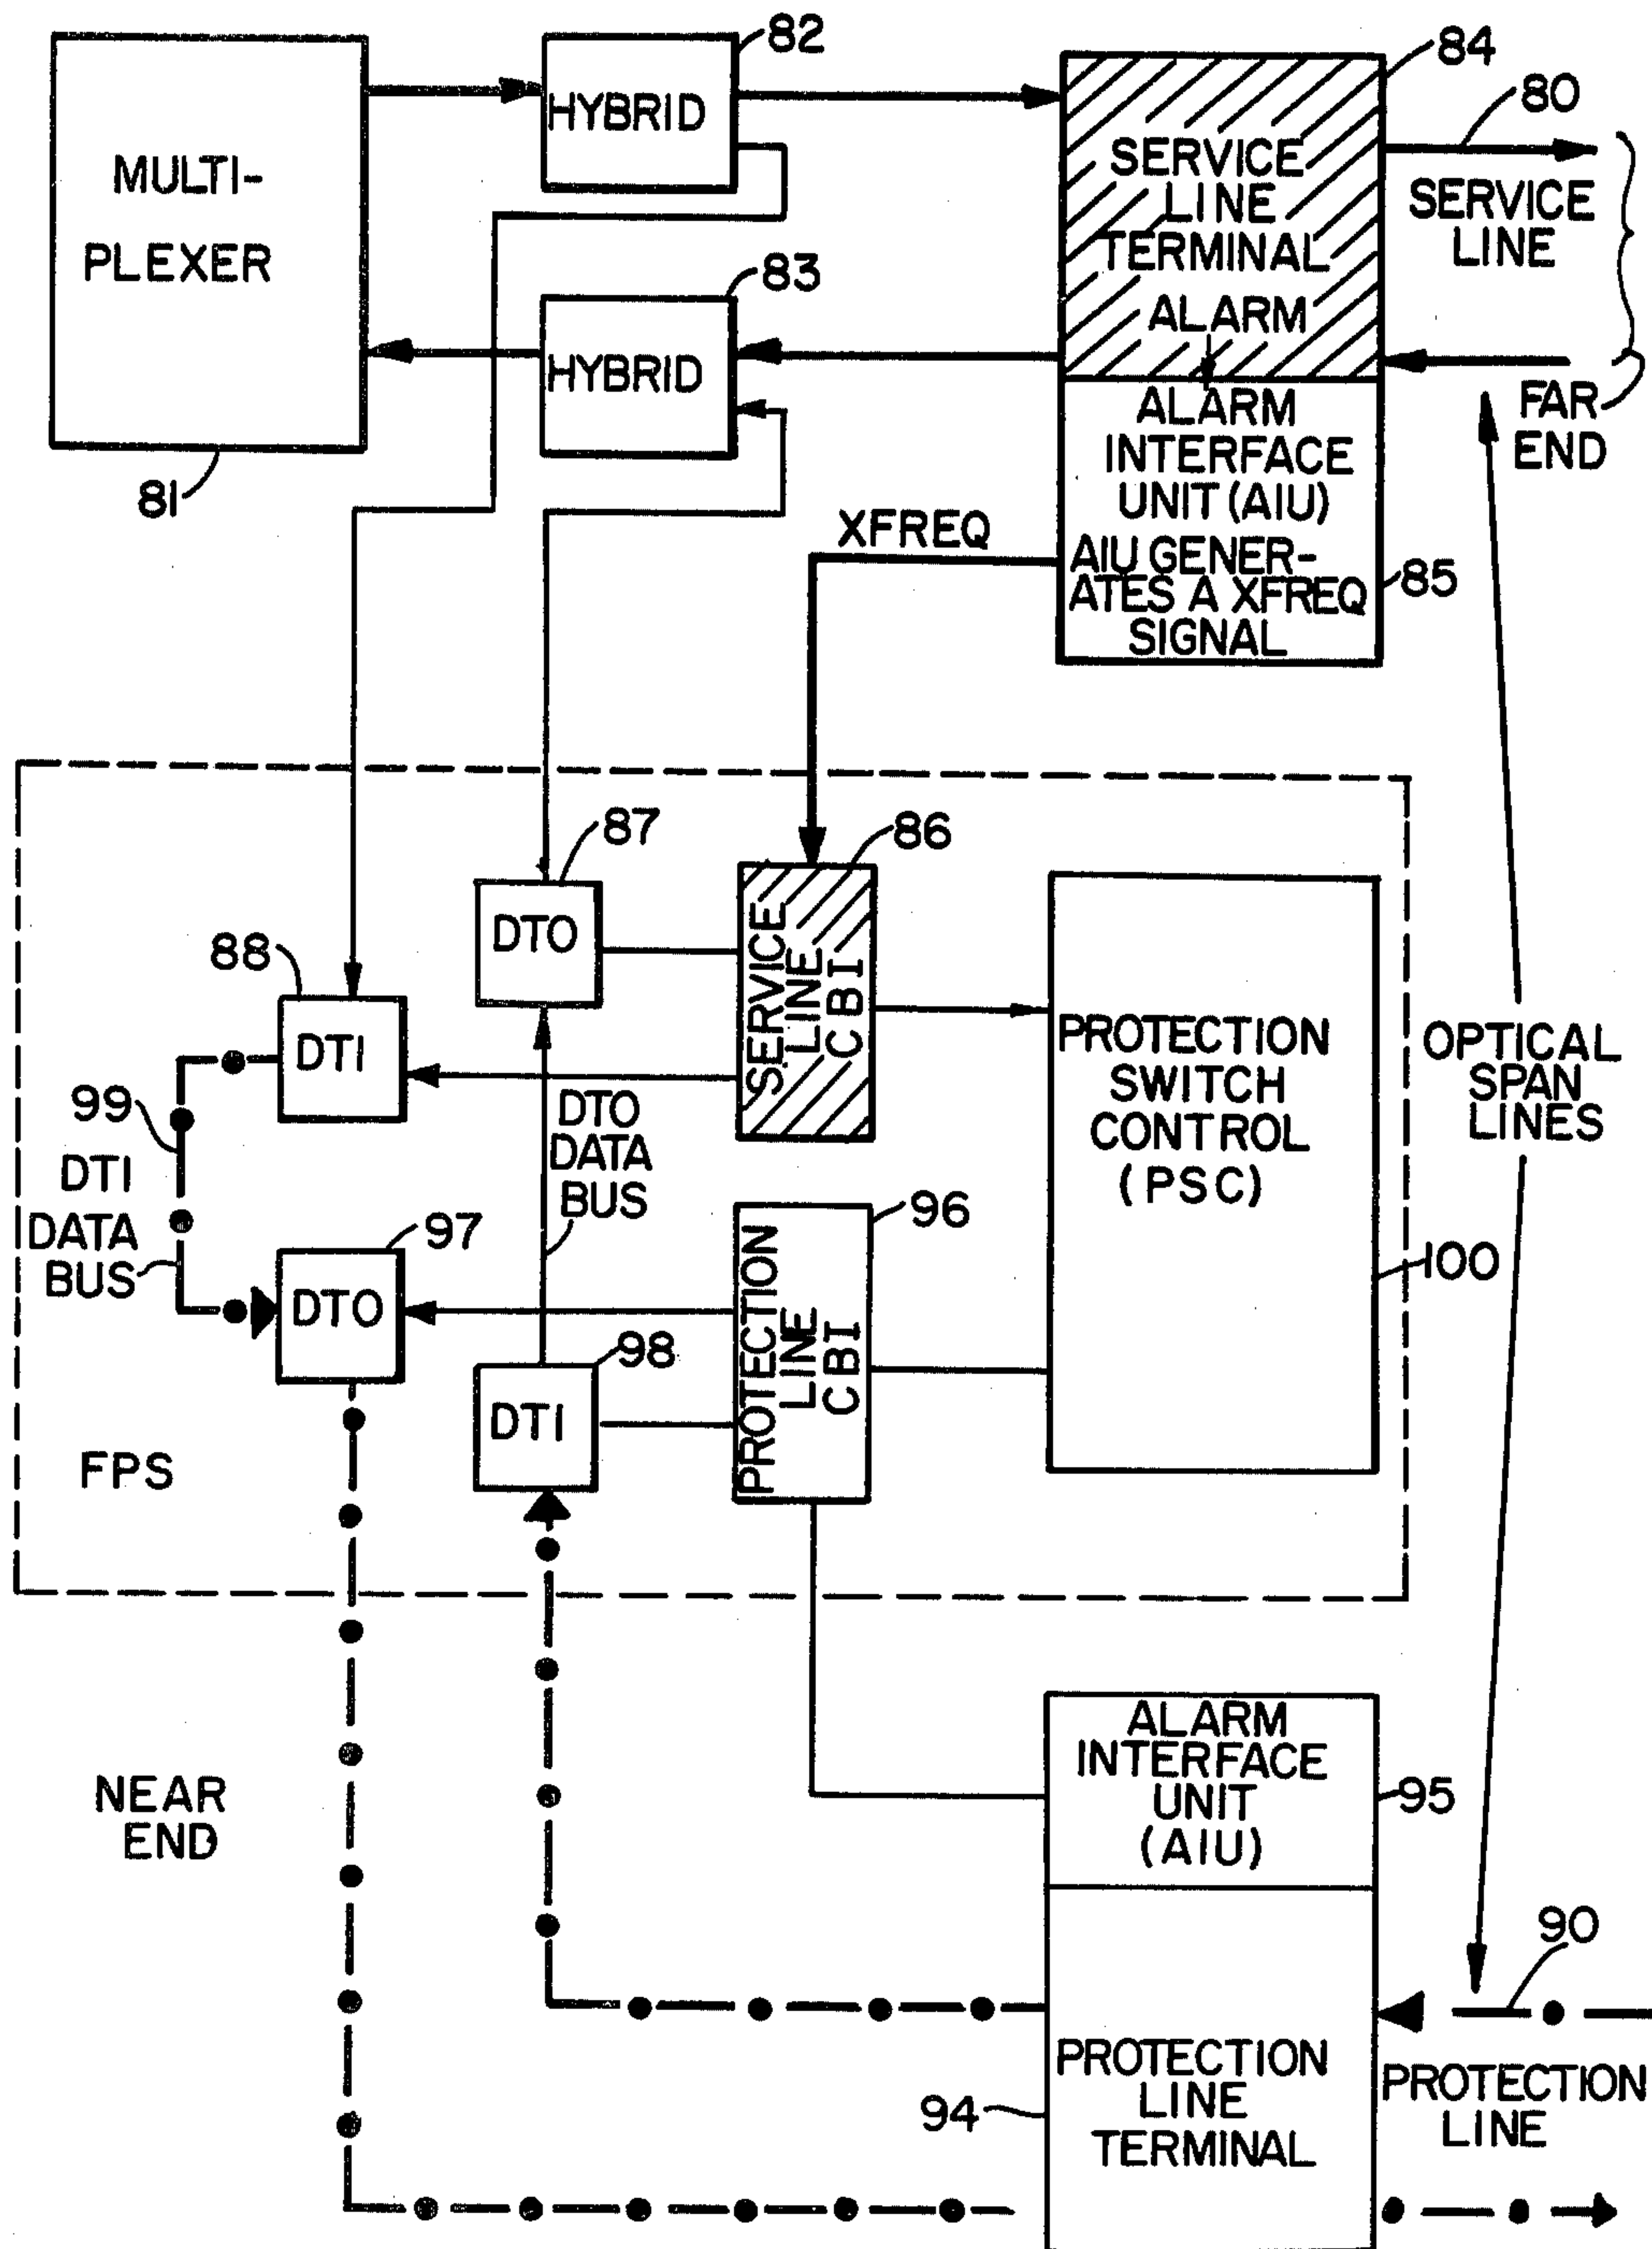 82
84
80
HYBRID
MULTI-
PLEXER
SERVICE
LINE
TERMINAL
ALARM
SERVICE
LINE
83
HYBRID
81
FAR
END
ALARM
INTERFACE
UNIT (AIU)
AIU GENER-
ATES A XFREQ
SIGNAL
85
XFREQ
87
86
DTO
SERVICE
LINE
CBI
88
DTI
PROTECTION
SWITCH
CONTROL
(PSC)
OPTICAL
SPAN
LINES
99
DTI
DATA
BUS
DTO
DATA
BUS
97
DTO
96
PROTECTION
LINE
CBI
100
98
DTI
FPS
NEAR
END
ALARM
INTERFACE
UNIT
(AIU)
95
90
PROTECTION
LINE
TERMINAL
94
PROTECTION
LINE